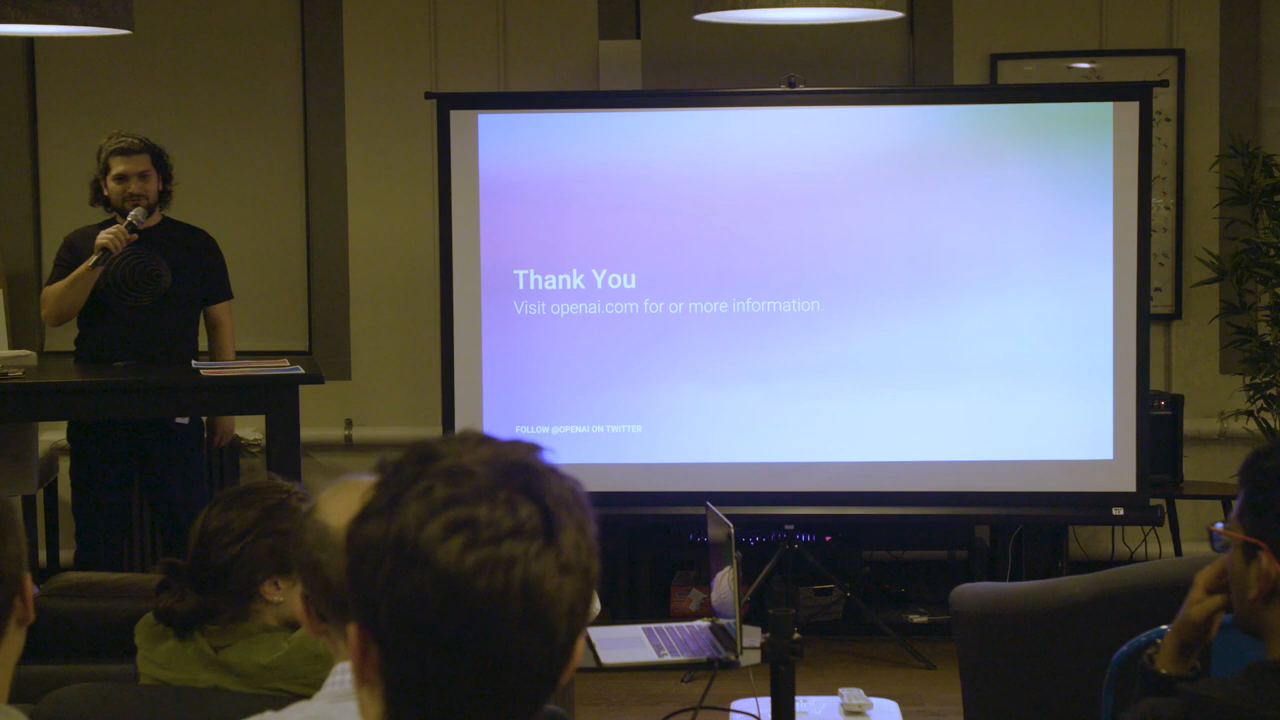 Thank You
Visit openai.com for or more information.
FOLLOW @OPENAI ON TWITTER